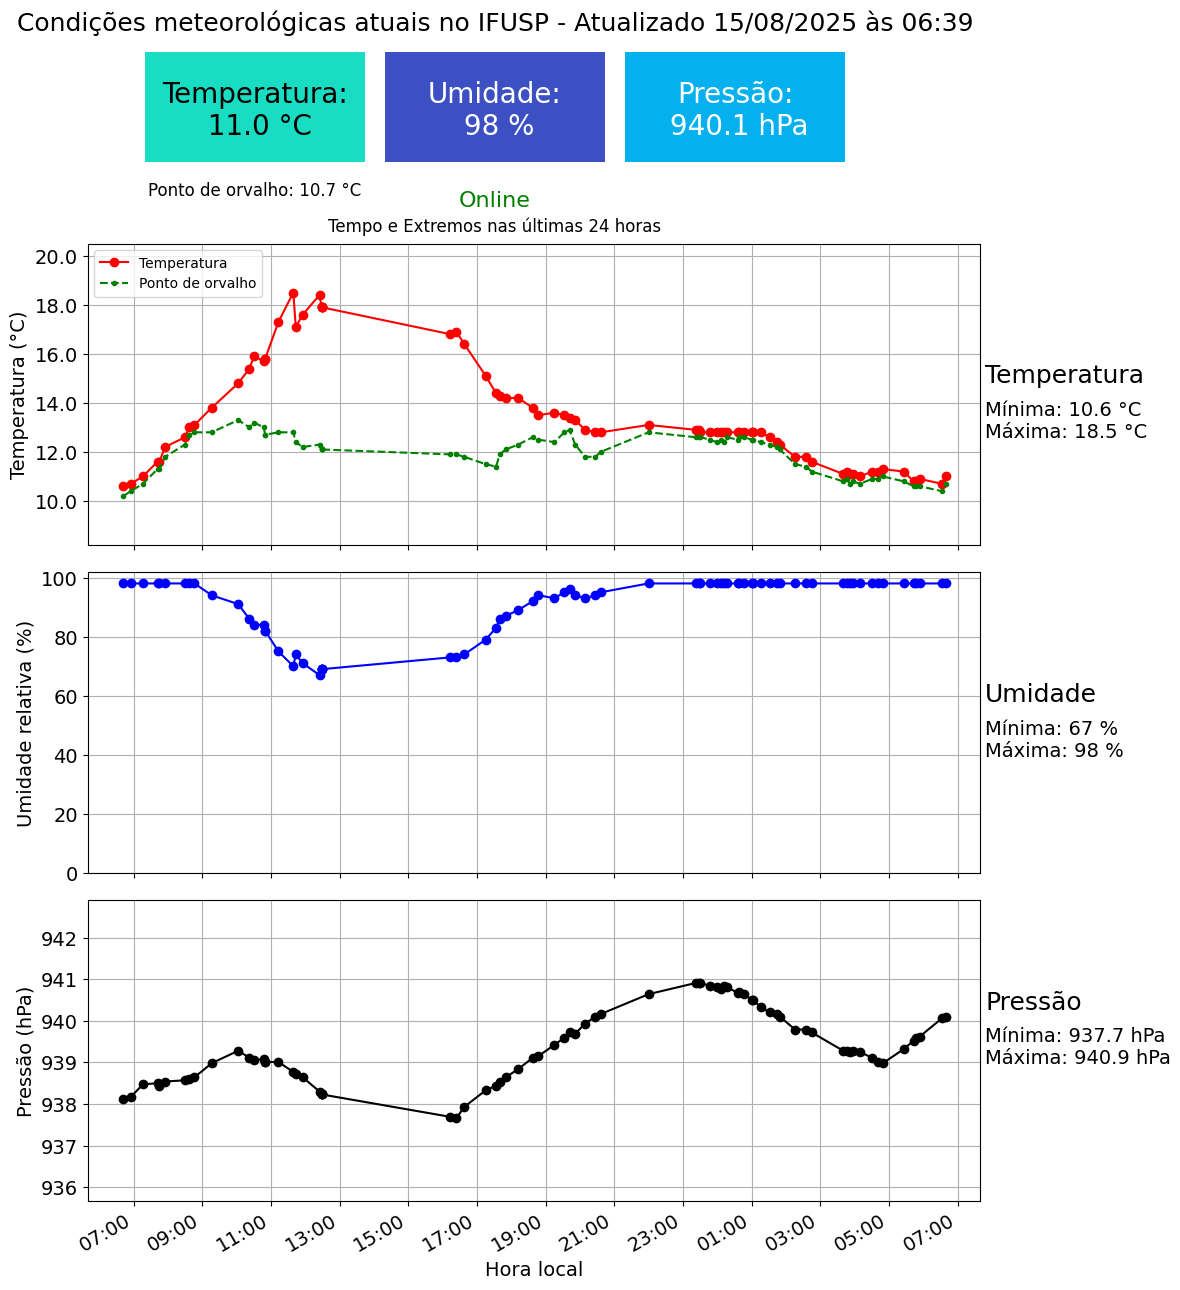 Condições meteorológicas atuais no IFUSP - Atualizado 15/08/2025 às 06:39
Temperatura:
11.0 °C
Umidade:
98 %
Pressão:
940.1 hPa
Ponto de orvalho: 10.7 °C
Online
Tempo e Extremos nas últimas 24 horas
Temperatura
Ponto de orvalho
Temperatura (°C)
20.0
18.0
16.0
14.0
12.0
10.0
Temperatura
Mínima: 10.6 °C
Máxima: 18.5 °C
Umidade relativa (%)
100
80
60
40
20
0
Umidade
Mínima: 67 %
Máxima: 98 %
Pressão (hPa)
942
941
940
939
938
937
936
Pressão
Mínima: 937.7 hPa
Máxima: 940.9 hPa
07:00 09:00 11:00 13:00 15:00 17:00 19:00 21:00 23:00 01:00 03:00 05:00 07:00
Hora local